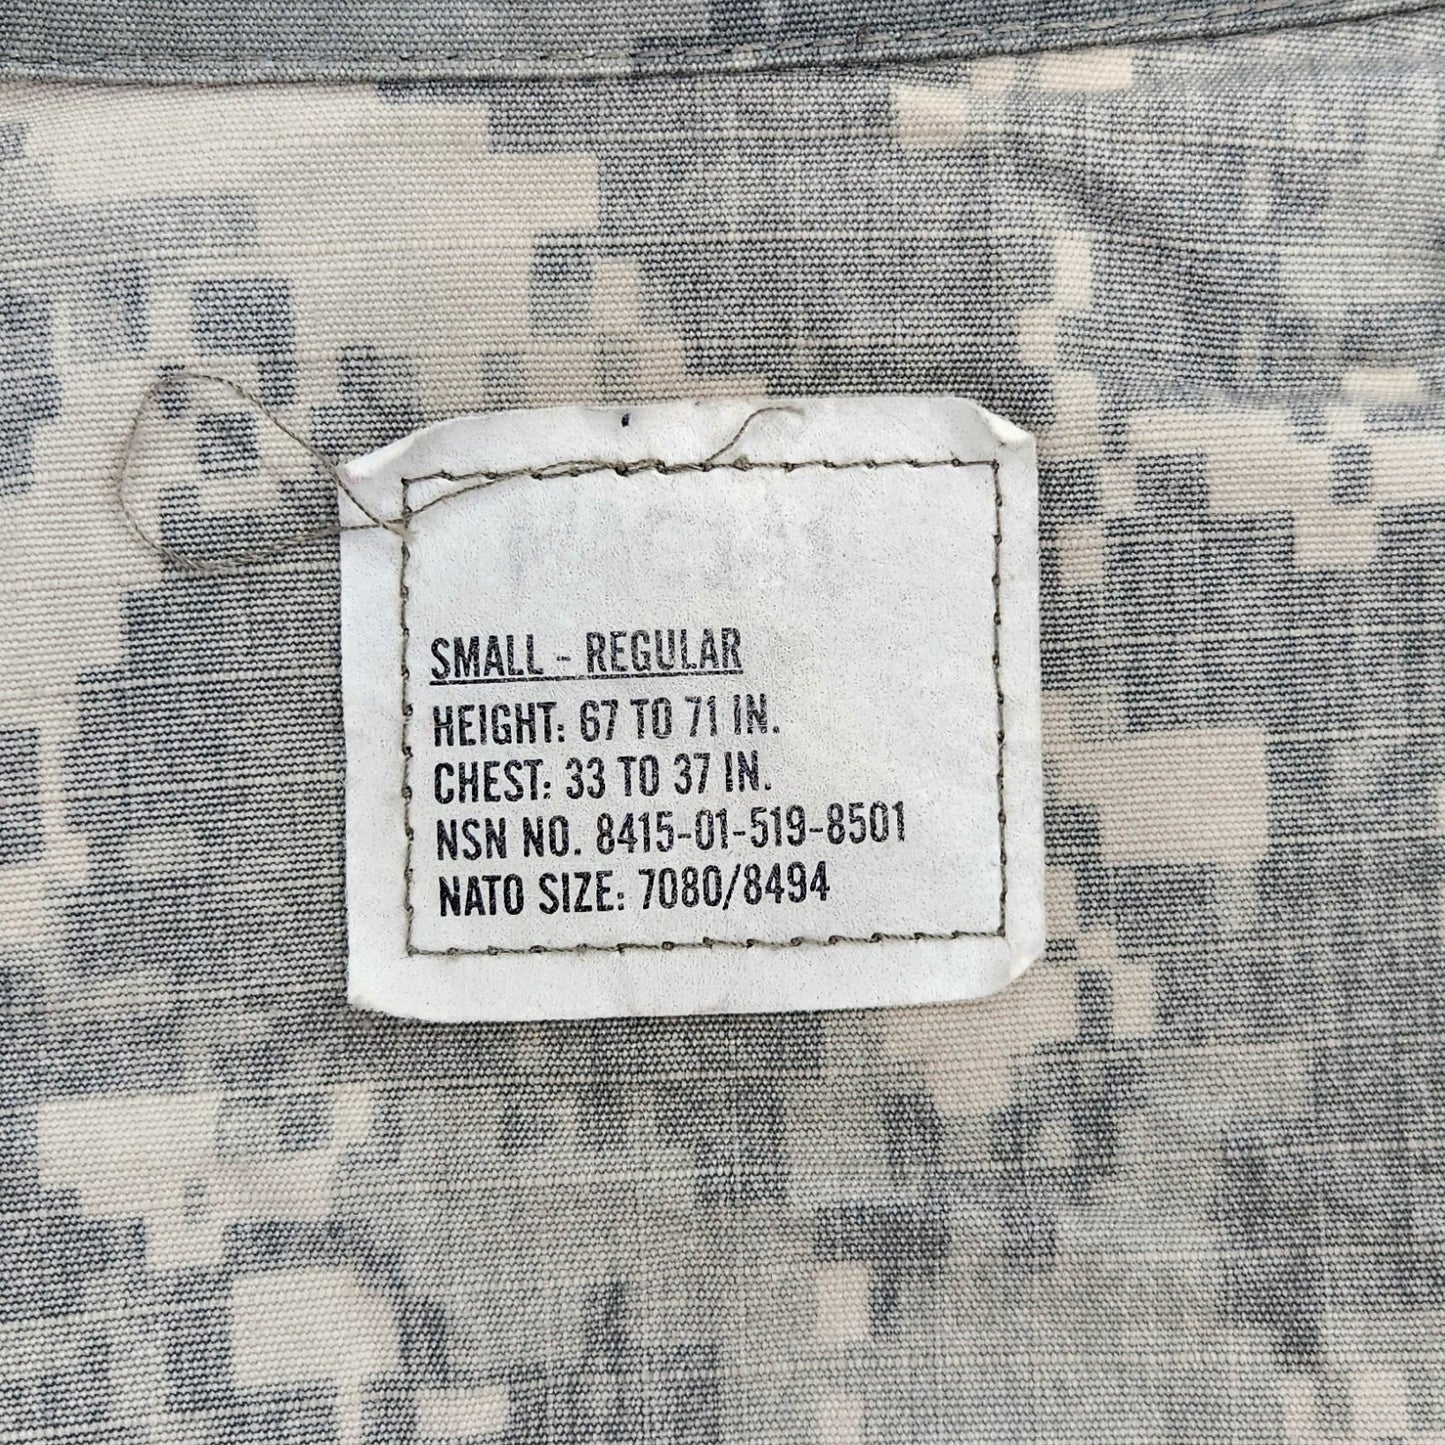 SMALL - REGULAR
HEIGHT: 67 TO 71 IN.
CHEST: 33 TO 37 IN.
NSN NO. 8415-01-519-8501
NATO SIZE: 7080/8494